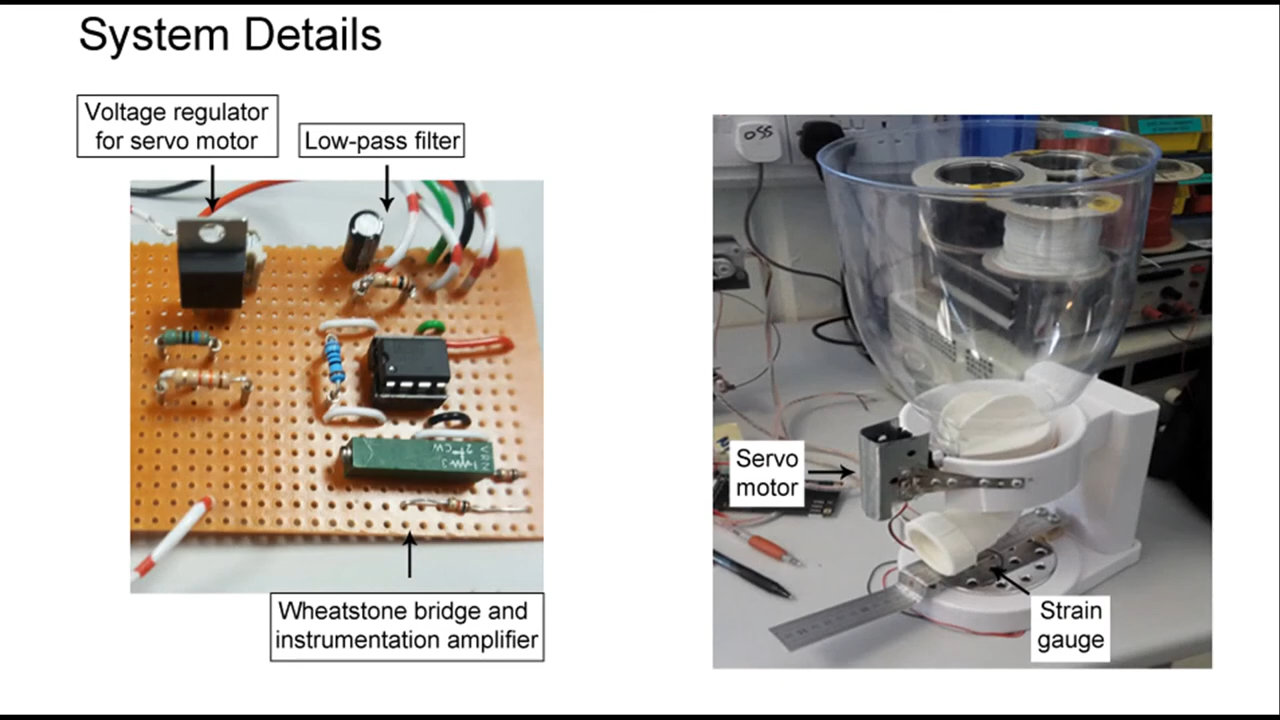 System Details
Voltage regulator
for servo motor
Low-pass filter
Wheatstone bridge and
instrumentation amplifier
OSS
Servo
motor
Strain
gauge